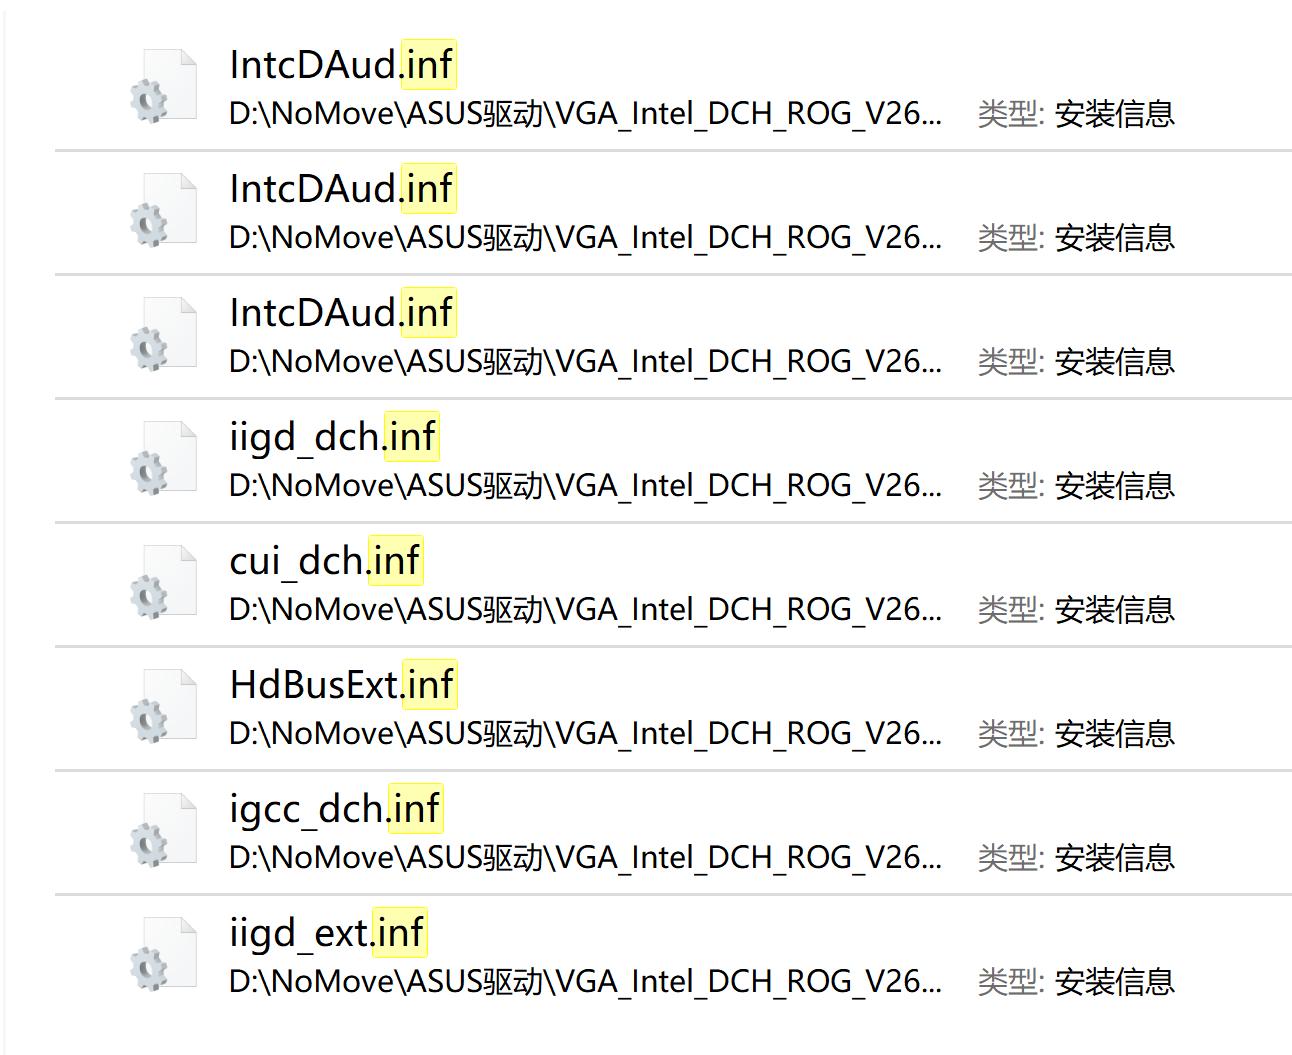 IntcDAud.inf
D:\NoMove\ASUS驱动\VGA_Intel_DCH_ROG_V26... 类型: 安装信息
IntcDAud.inf
D:\NoMove\ASUS驱动\VGA_Intel_DCH_ROG_V26... 类型: 安装信息
IntcDAud.inf
D:\NoMove\ASUS驱动\VGA_Intel_DCH_ROG_V26... 类型: 安装信息
iigd_dch.inf
D:\NoMove\ASUS驱动\VGA_Intel_DCH_ROG_V26... 类型: 安装信息
cui_dch.inf
D:\NoMove\ASUS驱动\VGA_Intel_DCH_ROG_V26... 类型: 安装信息
HdBusExt.inf
D:\NoMove\ASUS驱动\VGA_Intel_DCH_ROG_V26... 类型: 安装信息
igcc_dch.inf
D:\NoMove\ASUS驱动\VGA_Intel_DCH_ROG_V26... 类型: 安装信息
iigd_ext.inf
D:\NoMove\ASUS驱动\VGA_Intel_DCH_ROG_V26... 类型: 安装信息